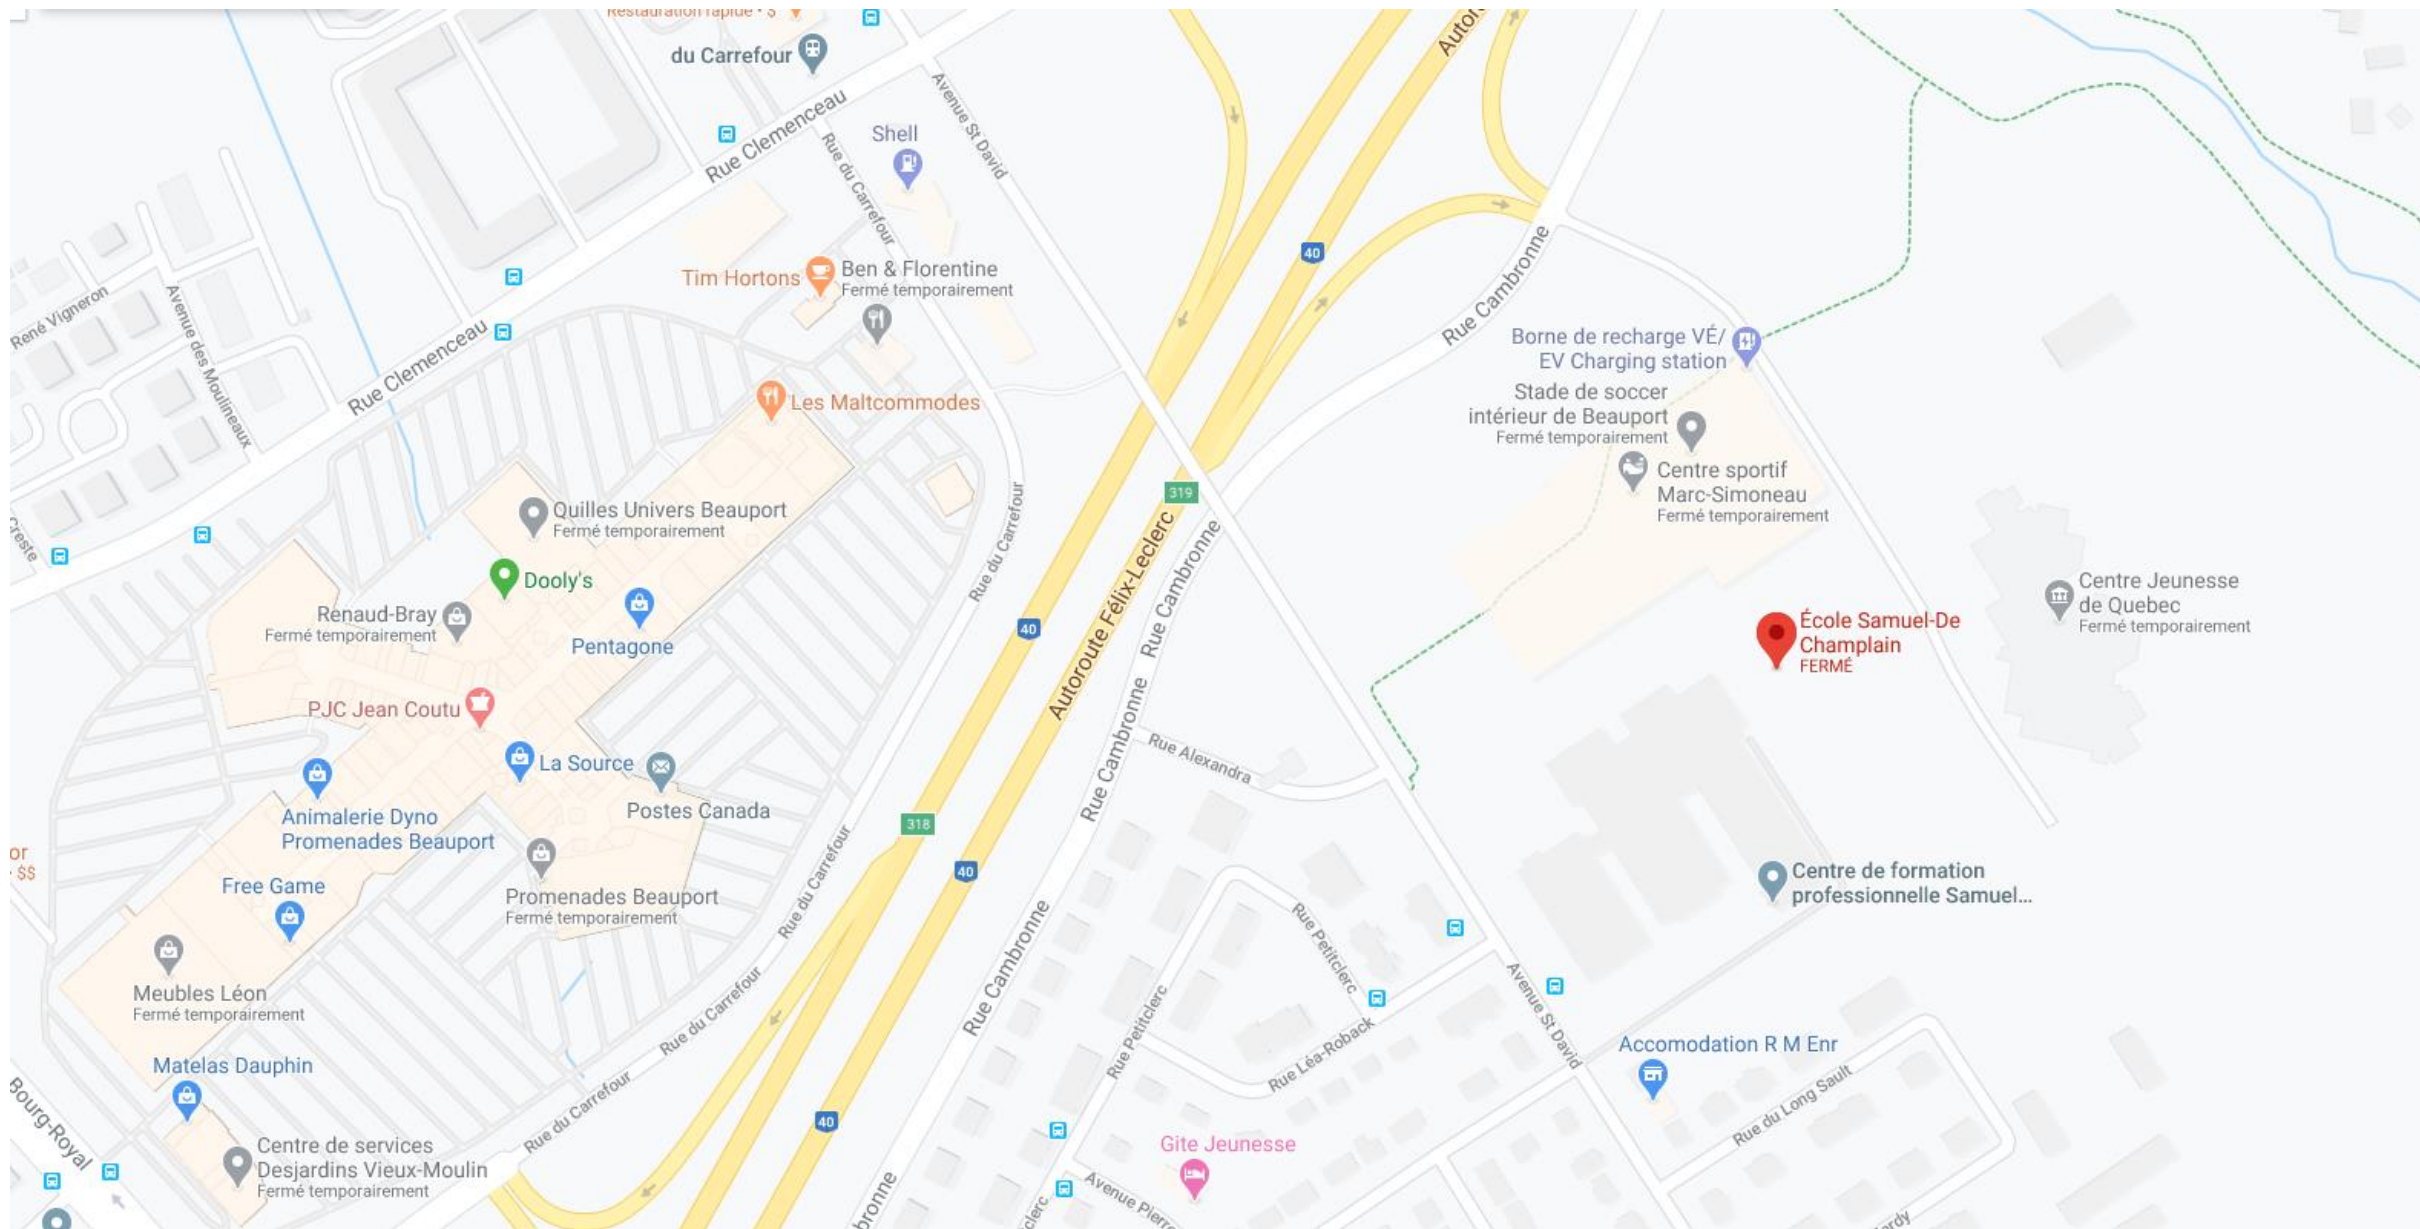 Restauration rapide • $
du Carrefour
Autor
Avenue St David
Rue Clemenceau
Shell
Rue du Carrefour
Tim Hortons
Ben & Florentine
Fermé temporairement
40
Rue Cambronne
René Vigneron
Avenue des Moulineaux
Rue Clemenceau
Borne de recharge VÉ/
EV Charging station
Stade de soccer
intérieur de Beauport
Fermé temporairement
Les Maltcommodes
Centre sportif
Marc-Simoneau
Fermé temporairement
319
Quilles Univers Beauport
Fermé temporairement
Rue du Carrefour
Dooly's
Renaud-Bray
Fermé temporairement
Pentagone
40
Autoroute Félix-Leclerc
Rue Cambronne
Centre Jeunesse
de Quebec
Fermé temporairement
École Samuel-De
Champlain
FERMÉ
PJC Jean Coutu
La Source
Postes Canada
Rue Cambronne
Rue Alexandra
Animalerie Dyno
Promenades Beauport
318
or
$$
Free Game
Promenades Beauport
Fermé temporairement
Rue du Carrefour
40
Centre de formation
professionnelle Samuel...
Rue Cambronne
Rue Petitclerc
Meubles Léon
Fermé temporairement
Rue du Carrefour
Rue Petitclerc
Rue Léa-Roback
Avenue St David
Accomodation R M Enr
Matelas Dauphin
Rue du Long Sault
Bourg-Royal
Rue du Carrefour
40
Centre de services
Desjardins Vieux-Moulin
Fermé temporairement
Gite Jeunesse
Avenue Pierre
bronne
clerc